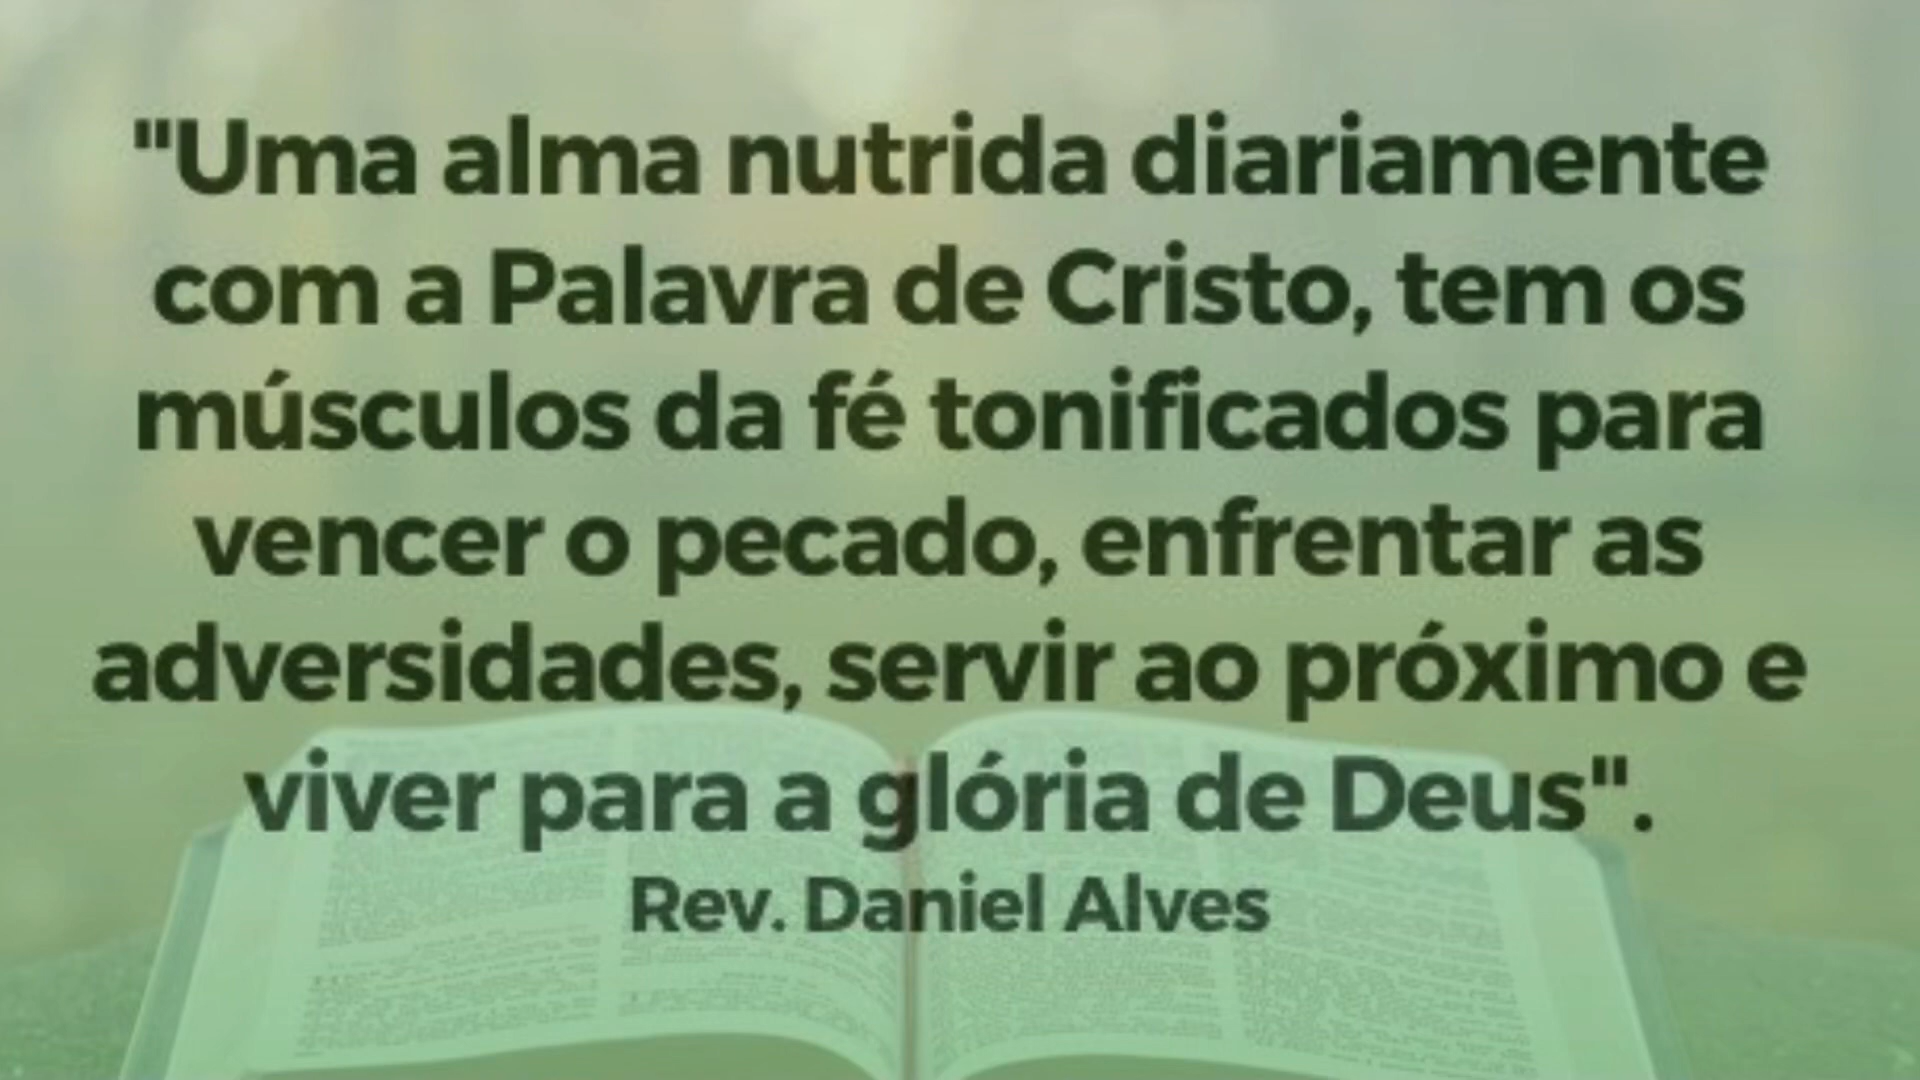 "Uma alma nutrida diariamente
com a Palavra de Cristo, tem os
músculos da fé tonificados para
vencer o pecado, enfrentar as
adversidades, servir ao próximo e
viver para a glória de Deus".
Rev. Daniel Alves